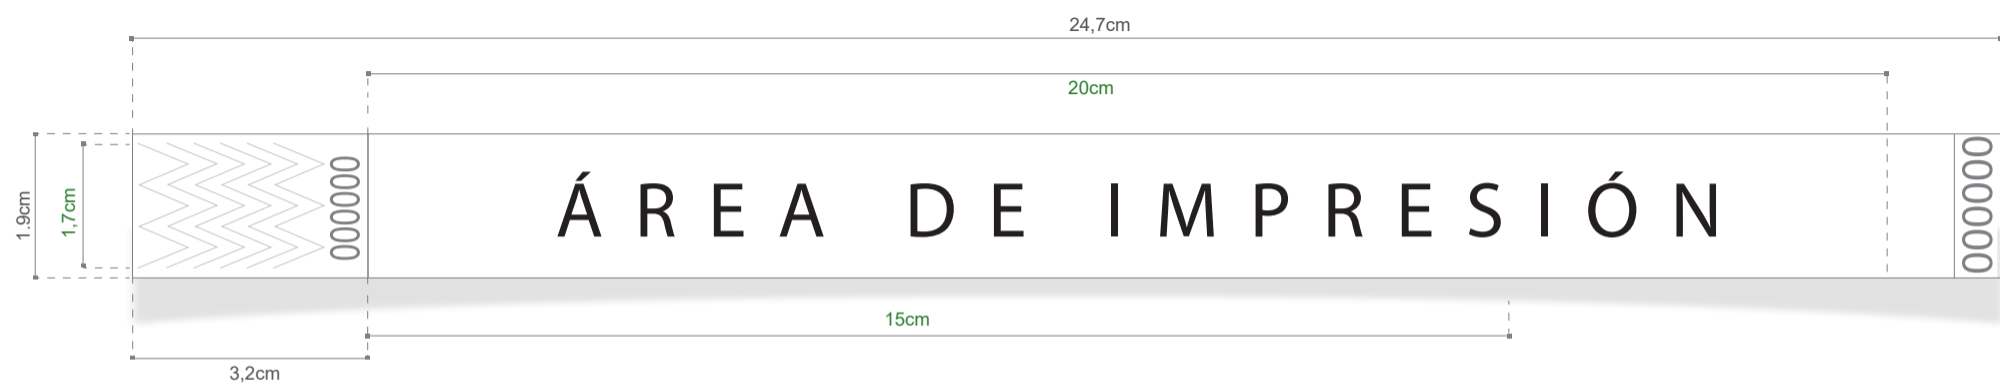 24,7cm
20cm
1.9cm
1,7cm
000000
ÁREA DE IMPRESIÓN
000000
15cm
3,2cm